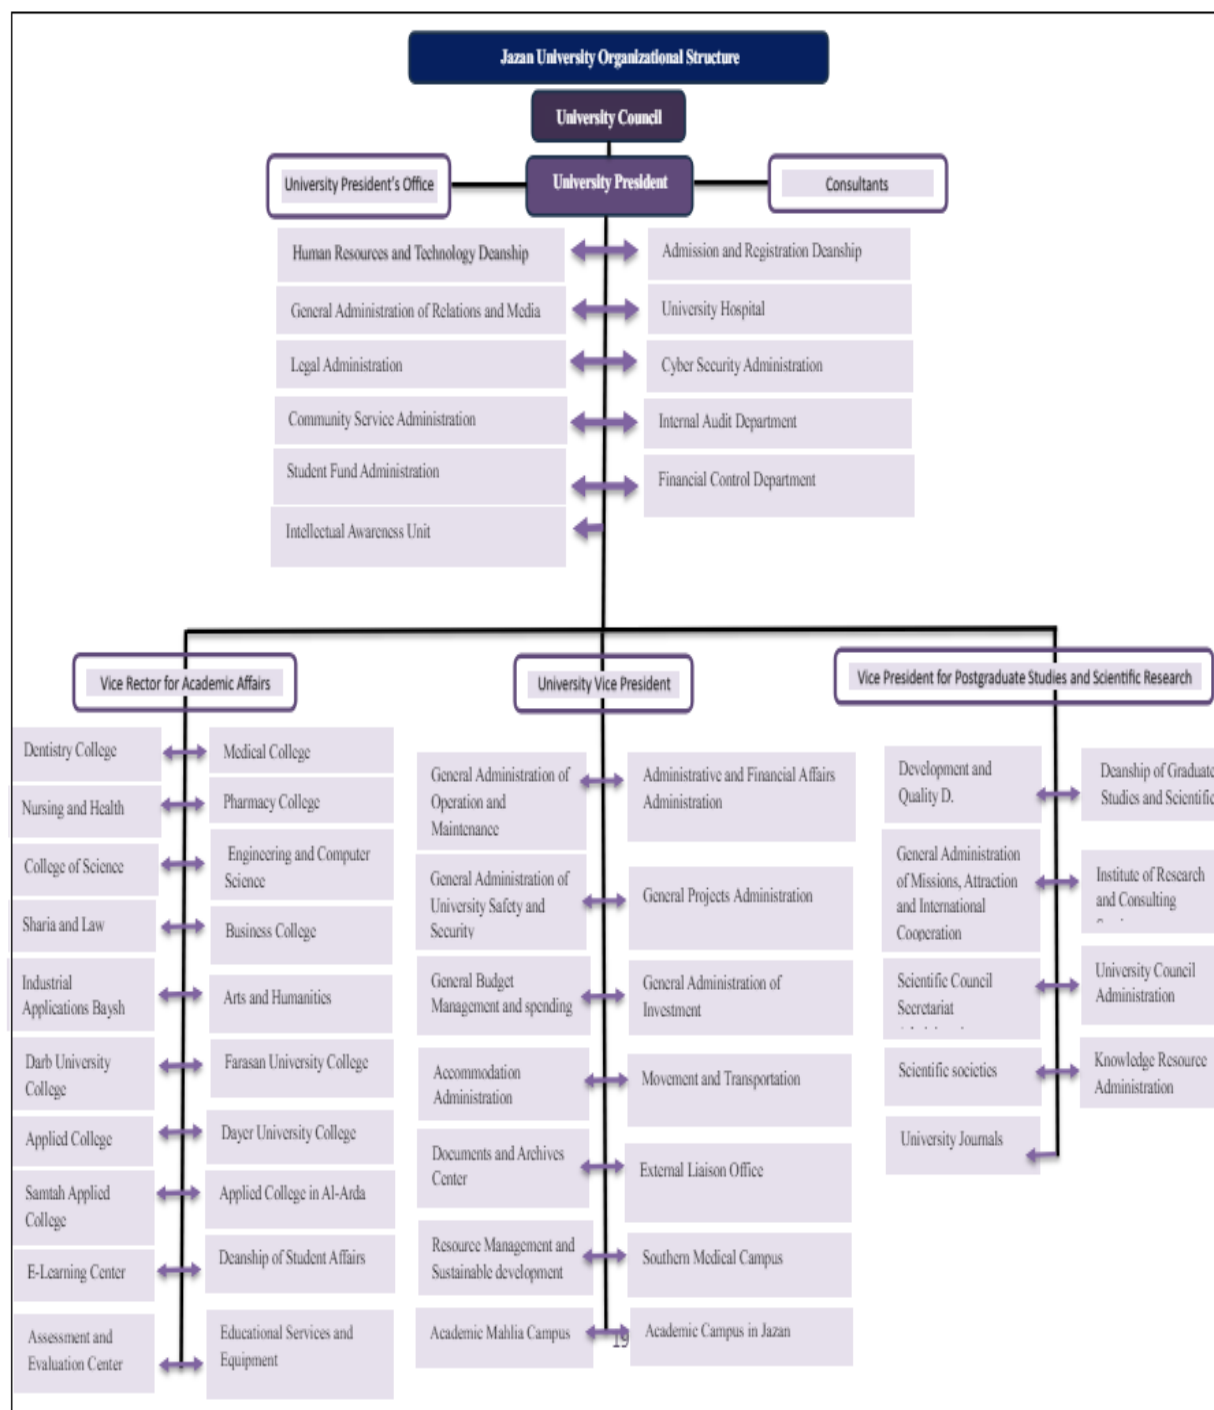 Jazan University Organizational Structure
University Council
University President's Office
University President
Consultants
Human Resources and Technology Deanship
Admission and Registration Deanship
General Administration of Relations and Media
University Hospital
Legal Administration
Cyber Security Administration
Community Service Administration
Internal Audit Department
Student Fund Administration
Financial Control Department
Intellectual Awareness Unit
Vice Rector for Academic Affairs
University Vice President
Vice President for Postgraduate Studies and Scientific Research
Dentistry College
Medical College
Nursing and Health
Pharmacy College
College of Science
Engineering and Computer
Science
Sharia and Law
Business College
Industrial
Applications Baysh
Arts and Humanities
Darb University
College
Farasan University College
Applied College
Dayer University College
Samtah Applied
College
Applied College in Al-Arda
E-Learning Center
Deanship of Student Affairs
Assessment and
Evaluation Center
Educational Services and
Equipment
General Administration of
Operation and
Maintenance
Administrative and Financial Affairs
Administration
General Administration of
University Safety and
Security
General Projects Administration
General Budget
Management and spending
General Administration of
Investment
Accommodation
Administration
Movement and Transportation
Documents and Archives
Center
External Liaison Office
Resource Management and
Sustainable development
Southern Medical Campus
Academic Mahlia Campus
19
Academic Campus in Jazan
Development and
Quality D.
Deanship of Graduate
Studies and Scientific
General Administration
of Missions, Attraction
and International
Cooperation
Institute of Research
and Consulting
Scientific Council
Secretariat
University Council
Administration
Scientific societies
Knowledge Resource
Administration
University Journals